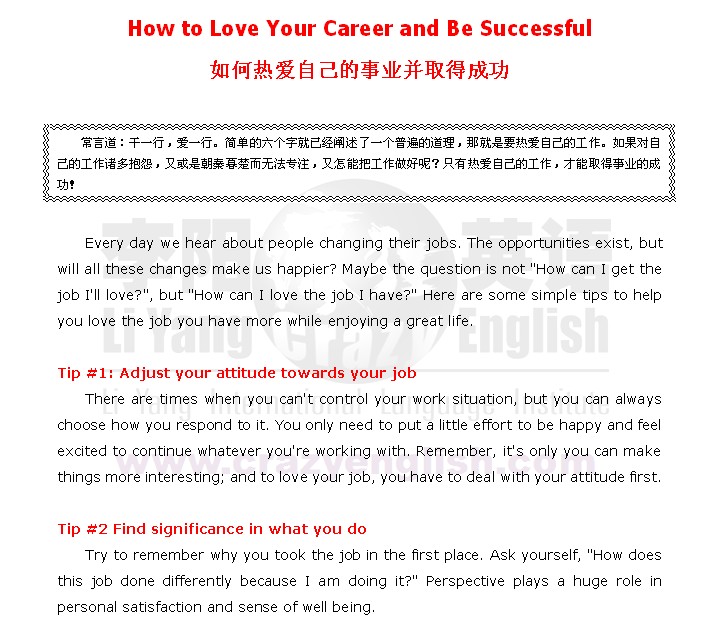 How to Love Your Career and Be Successful
如何热爱自己的事业并取得成功
常言道：干一行，爱一行。简单的六个字就已经阐述了一个普遍的道理，那就是要热爱自己的工作。如果对自
己的工作诸多抱怨，又或是朝秦暮楚而无法专注，又怎能把工作做好呢？只有热爱自己的工作，才能取得事业的成
功！
李阳 英语
Every day we hear about people changing their jobs. The opportunities exist, but
will all these changes make us happier? Maybe the question is not "How can I get the
job I'll love?", but "How can I love the job I have?" Here are some simple tips to help
you love the job you have more while enjoying a great life.
Li Yang Crazy English
Tip #1: Adjust your attitude towards your job
There are times when you can't control your work situation, but you can always
Li Yang International Language Institute
choose how you respond to it. You only need to put a little effort to be happy and feel
excited to continue whatever you're working with. Remember, it's only you can make
www.crazyenglish.com
things more interesting; and to love your job, you have to deal with your attitude first.
Tip #2 Find significance in what you do
Try to remember why you took the job in the first place. Ask yourself, "How does
this job done differently because I am doing it?" Perspective plays a huge role in
personal satisfaction and sense of well being.